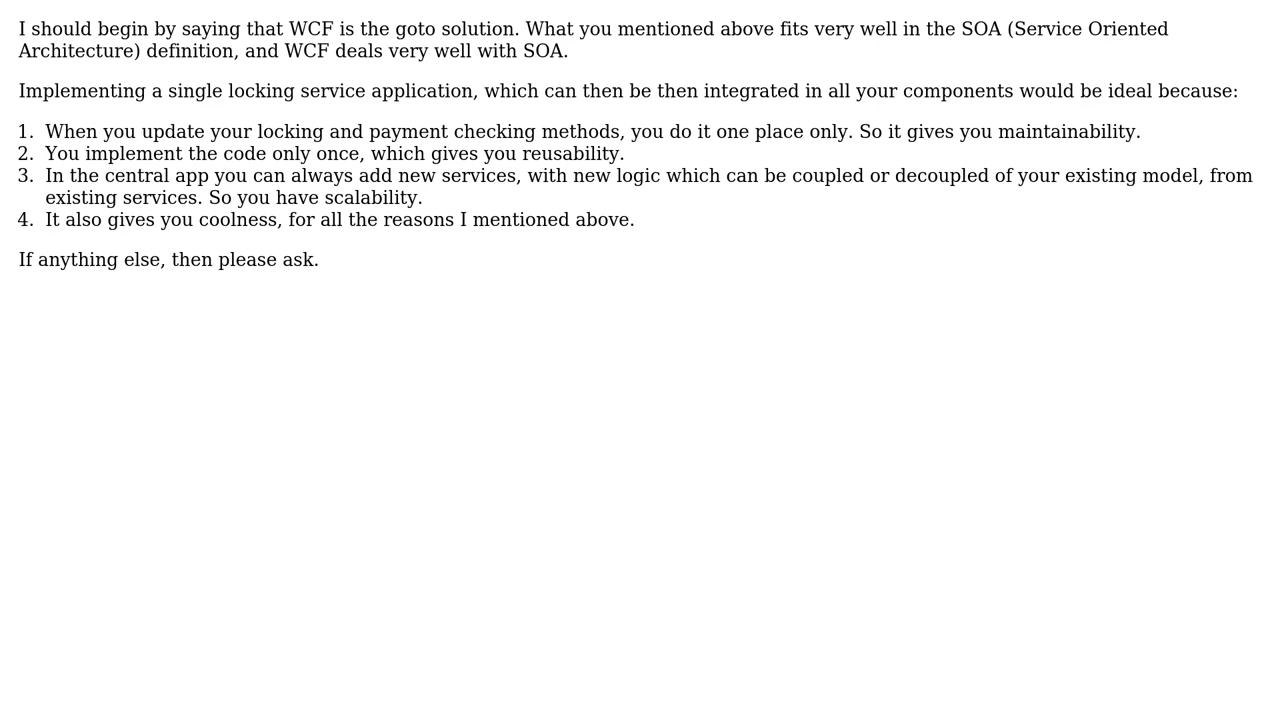 I should begin by saying that WCF is the goto solution. What you mentioned above fits very well in the SOA (Service Oriented
Architecture) definition, and WCF deals very well with SOA.
Implementing a single locking service application, which can then be then integrated in all your components would be ideal because:
1. When you update your locking and payment checking methods, you do it one place only. So it gives you maintainability.
2. You implement the code only once, which gives you reusability.
3. In the central app you can always add new services, with new logic which can be coupled or decoupled of your existing model, from
existing services. So you have scalability.
4. It also gives you coolness, for all the reasons I mentioned above.
If anything else, then please ask.